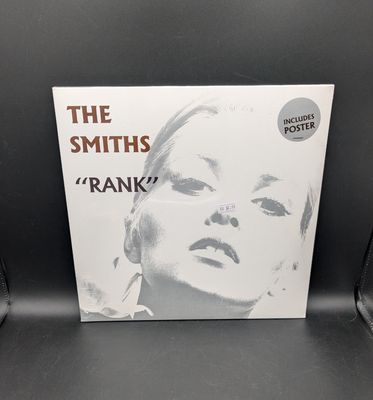 THE
SMITHS
“RANK”
INCLUDES
POSTER